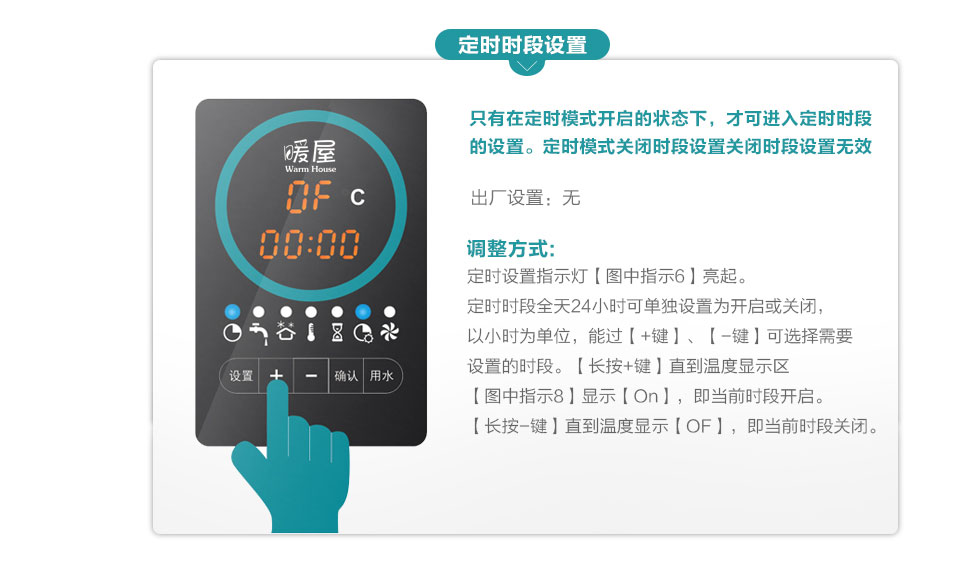 定时时段设置
暖屋
Warm House
OF C
00:00
设置 + − 确认 用水
只有在定时模式开启的状态下，才可进入定时时段
的设置。定时模式关闭时段设置关闭时段设置无效
出厂设置：无
调整方式：
定时设置指示灯【图中指示6】亮起。
定时时段全天24小时可单独设置为开启或关闭，
以小时为单位，能过【+键】、【-键】可选择需要
设置的时段。【长按+键】直到温度显示区
【图中指示8】显示【On】，即当前时段开启。
【长按-键】直到温度显示【OF】，即当前时段关闭。